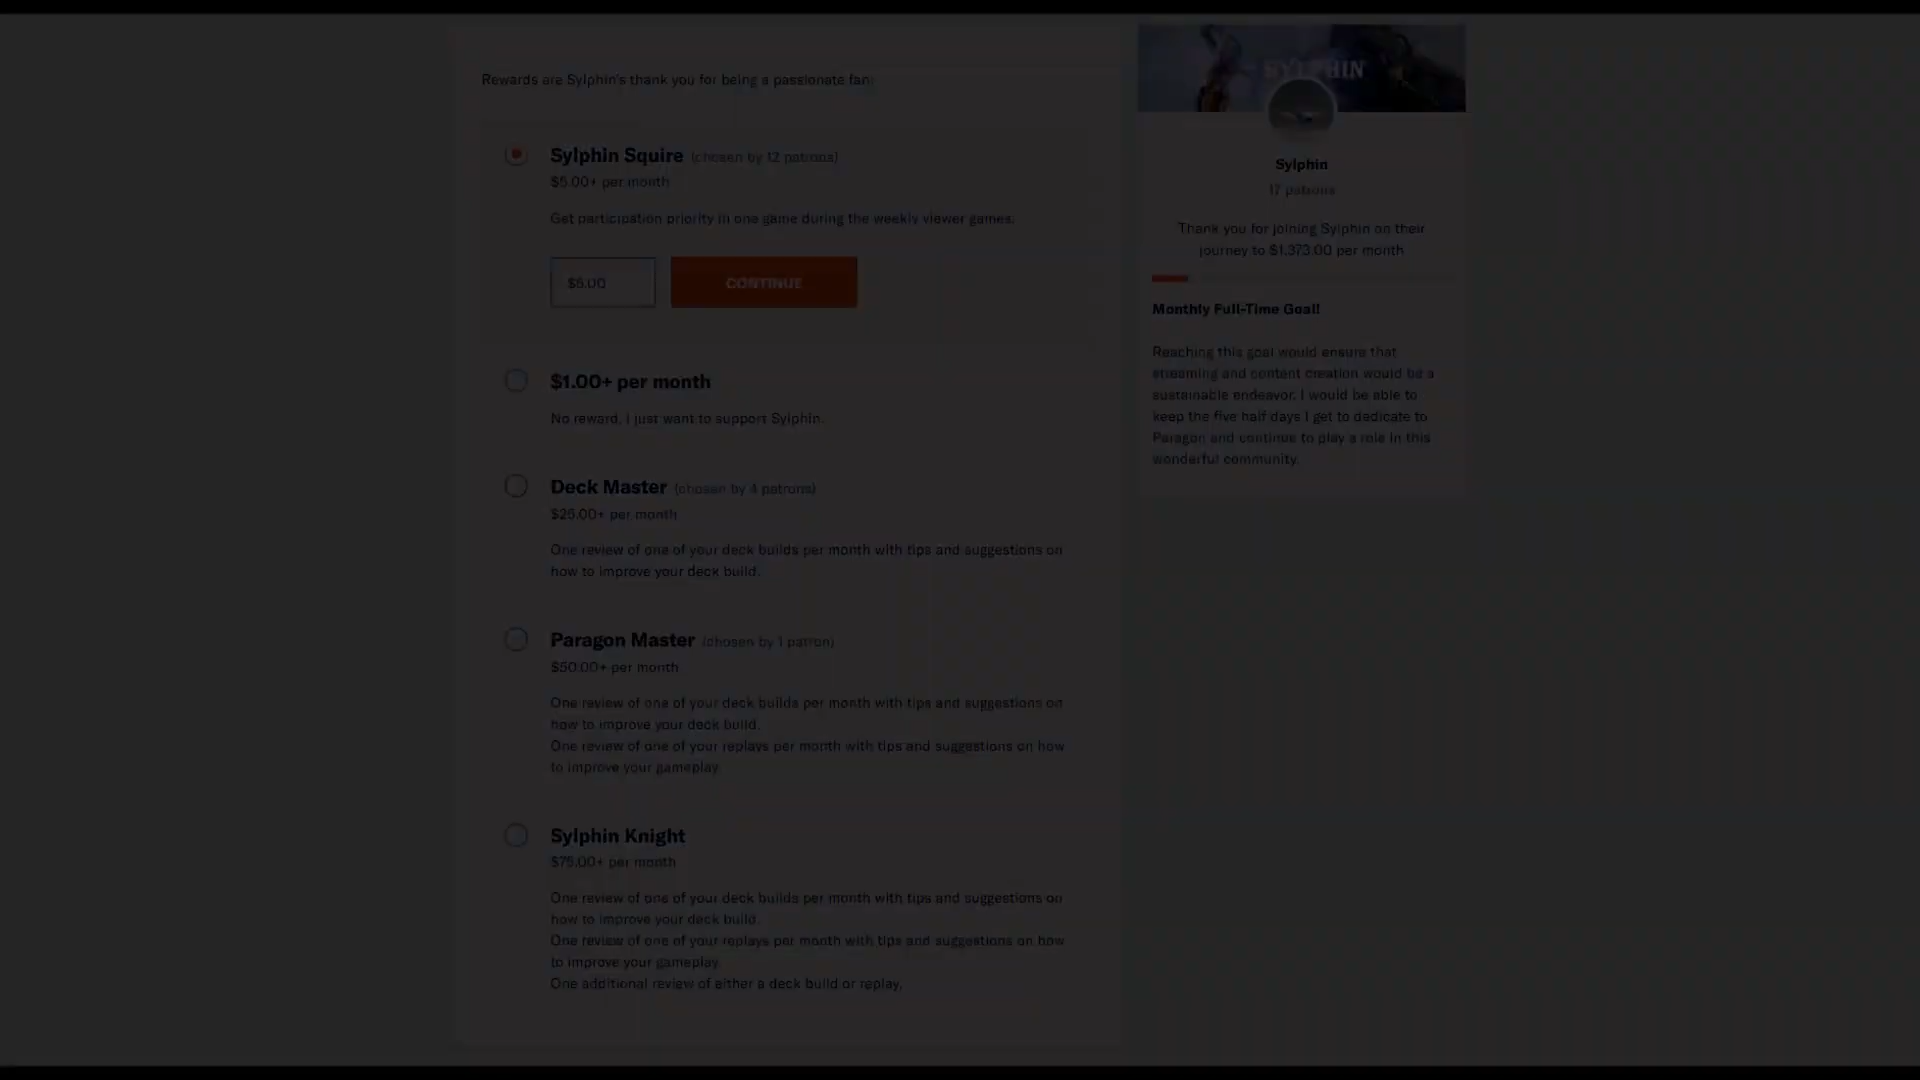 Rewards are Sylphin's thank you for being a passionate fan:
Sylphin Squire (chosen by 12 patrons)
$5.00+ per month
Get participation priority in one game during the weekly viewer games.
$5.00
CONTINUE
$1.00+ per month
No reward, I just want to support Sylphin.
Deck Master (chosen by 4 patrons)
$25.00+ per month
One review of one of your deck builds per month with tips and suggestions on
how to improve your deck build.
Paragon Master (chosen by 1 patron)
$50.00+ per month
One review of one of your deck builds per month with tips and suggestions on
how to improve your deck build.
One review of one of your replays per month with tips and suggestions on how
to improve your gameplay.
Sylphin Knight
$75.00+ per month
One review of one of your deck builds per month with tips and suggestions on
how to improve your deck build.
One review of one of your replays per month with tips and suggestions on how
to improve your gameplay.
One additional review of either a deck build or replay.
SYLPHIN
Sylphin
17 patrons
Thank you for joining Sylphin on their
journey to $1,373.00 per month
Monthly Full-Time Goal!
Reaching this goal would ensure that
streaming and content creation would be a
sustainable endeavor. I would be able to
keep the five half days I get to dedicate to
Paragon and continue to play a role in this
wonderful community.